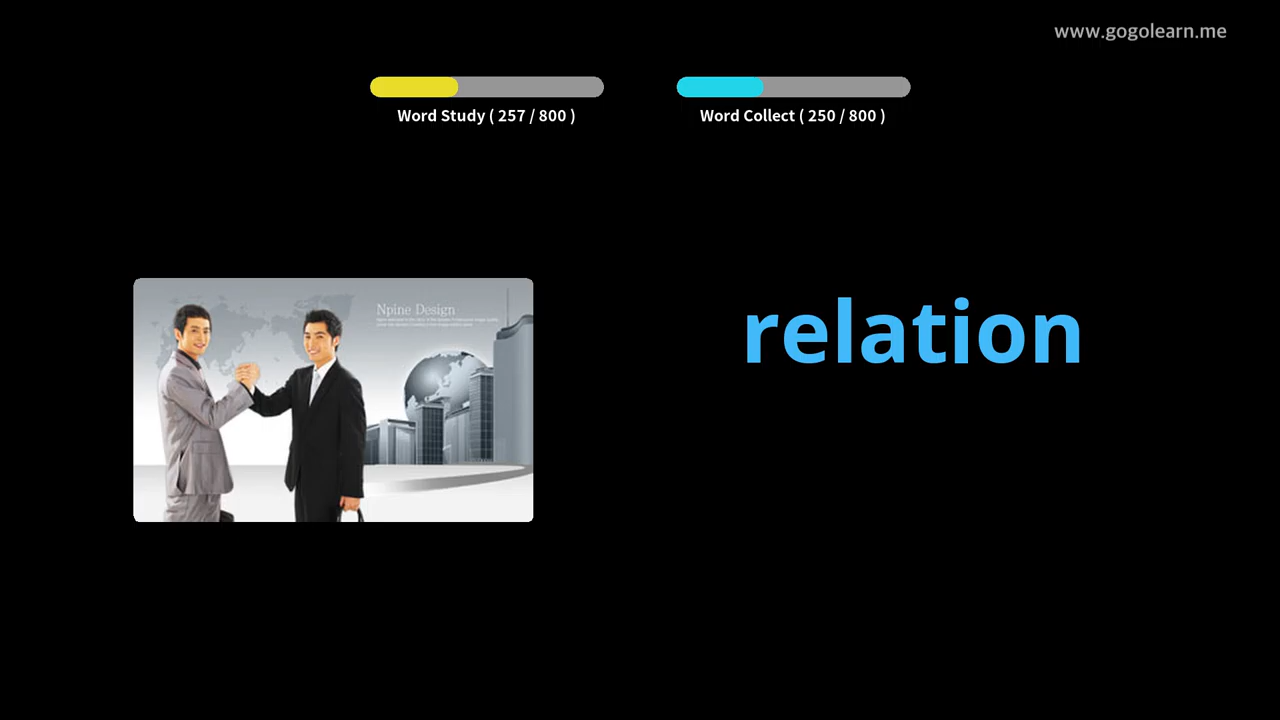 www.gogolearn.me
Word Study ( 257 / 800 )
Word Collect ( 250 / 800 )
Npine Design
relation